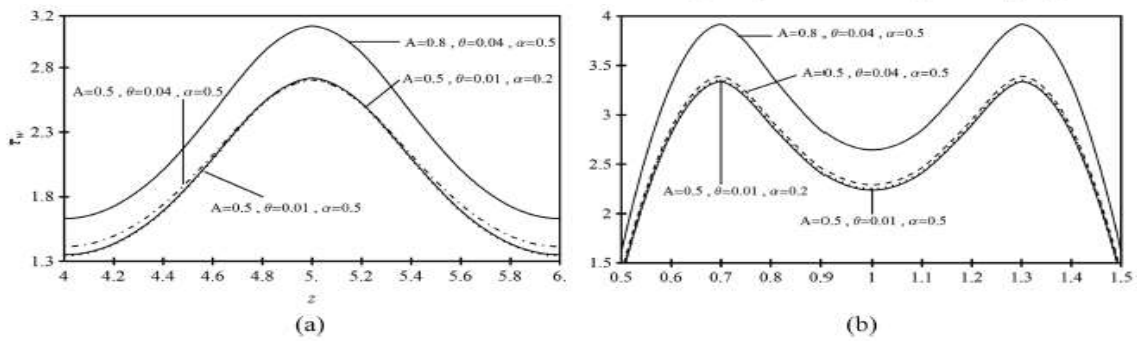 3.2
2.8
2.3
1.8
1.3
τw
A=0.8 , θ=0.04 , α=0.5
A=0.5 , θ=0.01 , α=0.2
A=0.5 , θ=0.04 , α=0.5
A=0.5 , θ=0.01 , α=0.5
4 4.2 4.6 4.8 5. 5.2 5.4 5.6 5.8 6.
z
(a)
4
3.5
3
2.5
2
1.5
A=0.8 , θ=0.04 , α=0.5
A=0.5 , θ=0.04 , α=0.5
A=0.5 , θ=0.01 , α=0.2
A=O.5 , θ=0.01 , α=0.5
0.5 0.6 0.7 0.8 0.9 1 1.2 1.3 1.4 1.5
(b)